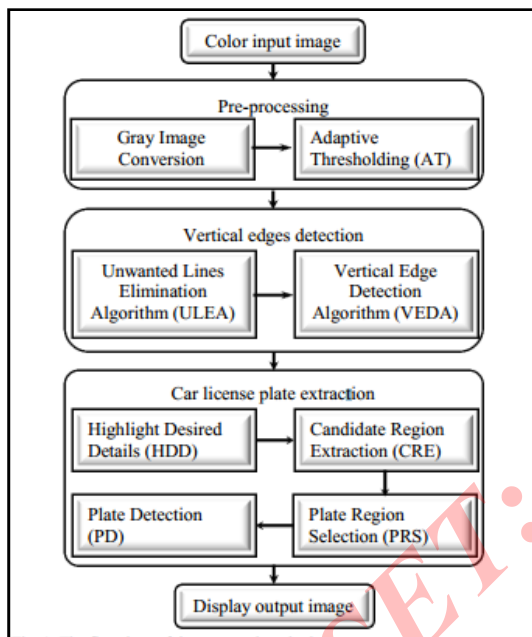 Color input image
Pre-processing
Gray Image
Conversion
Adaptive
Thresholding (AT)
Vertical edges detection
Unwanted Lines
Elimination
Algorithm (ULEA)
Vertical Edge
Detection
Algorithm (VEDA)
Car license plate extraction
Highlight Desired
Details (HDD)
Candidate Region
Extraction (CRE)
Plate Detection
(PD)
Plate Region
Selection (PRS)
Display output image
CET: